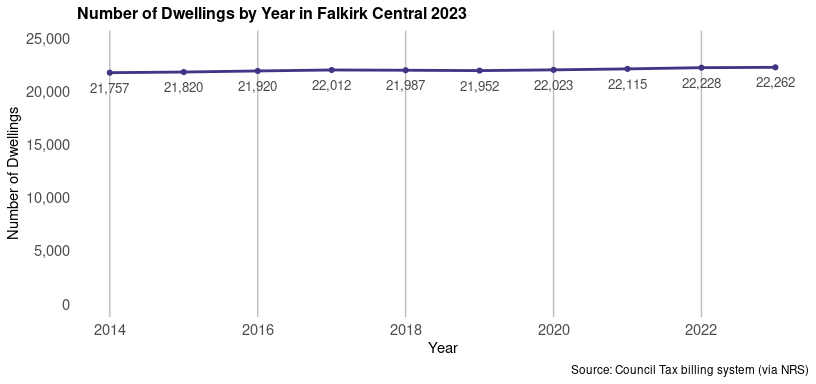 Number of Dwellings by Year in Falkirk Central 2023
Number of Dwellings
25,000
20,000
15,000
10,000
5,000
0
21,757 21,820 21,920 22,012 21,987 21,952 22,023 22,115 22,228 22,262
2014 2016 2018 2020 2022
Year
Source: Council Tax billing system (via NRS)